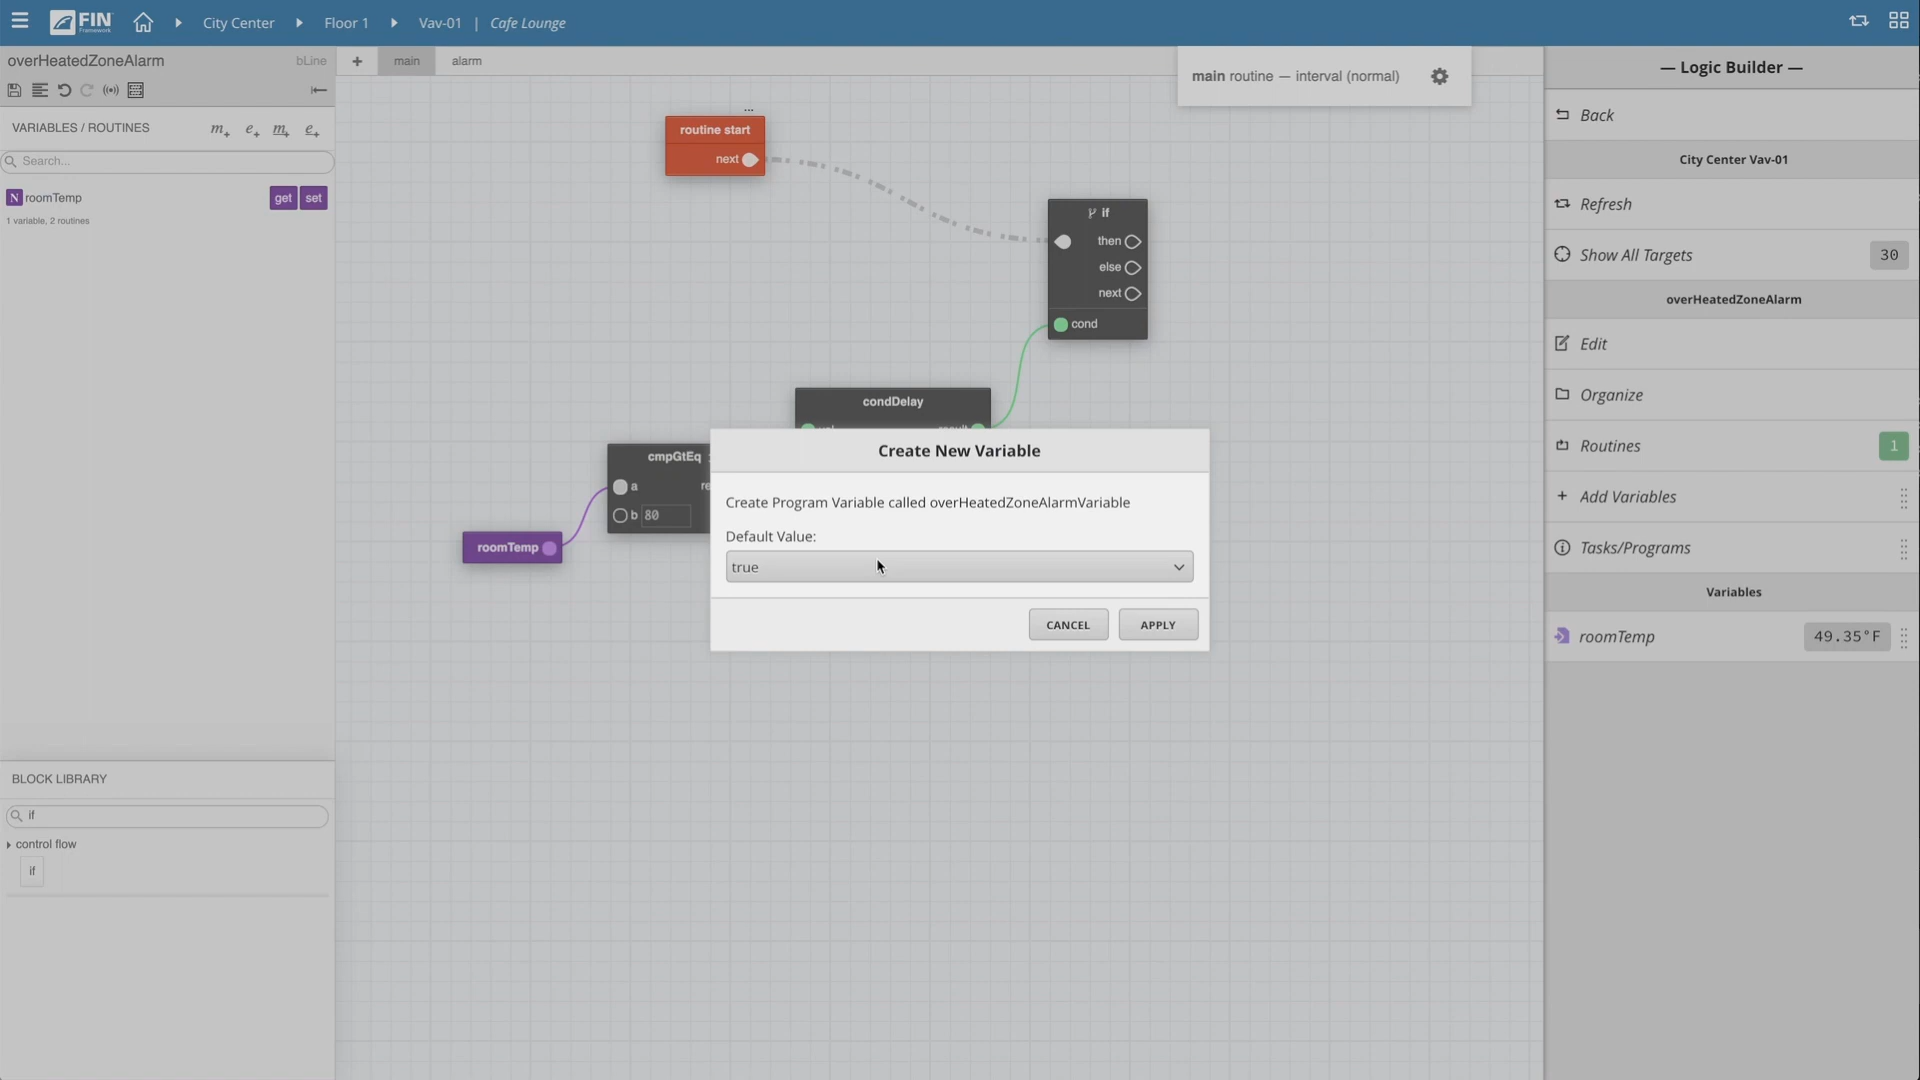 FIN
Framework
City Center
Floor 1
Vav-01 | Cafe Lounge
overHeatedZoneAlarm
bLine
+
main
alarm
main routine — interval (normal)
— Logic Builder —
VARIABLES / ROUTINES
m+
e+
m+
e+
Search...
N roomTemp
get
set
1 variable, 2 routines
...
routine start
next
if
then
else
next
cond
condDelay
cmpGtEq
a
b 80
roomTemp
Create New Variable
Create Program Variable called overHeatedZoneAlarmVariable
Default Value:
true
CANCEL
APPLY
BLOCK LIBRARY
if
control flow
if
Back
City Center Vav-01
Refresh
Show All Targets
30
overHeatedZoneAlarm
Edit
Organize
Routines
1
+ Add Variables
Tasks/Programs
Variables
roomTemp
49.35°F